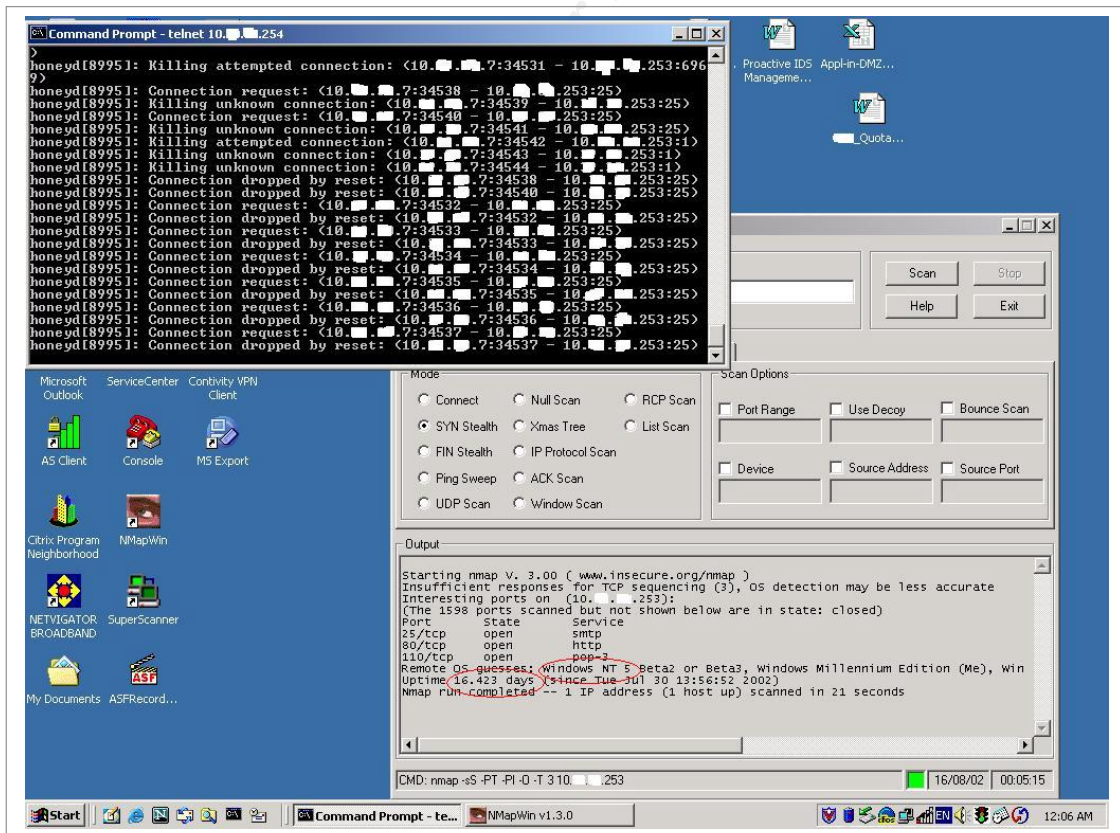 Command Prompt - telnet 10. . .254
>
honeyd[8995]: Killing attempted connection: (10. . .7:34531 - 10. . .253:696
9)
honeyd[8995]: Connection request: (10. . .7:34538 - 10. . .253:25)
honeyd[8995]: Killing unknown connection: (10. . .7:34539 - 10. . .253:25)
honeyd[8995]: Connection request: (10. . .7:34540 - 10. . .253:25)
honeyd[8995]: Killing unknown connection: (10. . .7:34541 - 10. . .253:25)
honeyd[8995]: Killing attempted connection: (10. . .7:34542 - 10. . .253:1)
honeyd[8995]: Killing unknown connection: (10. . .7:34543 - 10. . .253:1)
honeyd[8995]: Killing unknown connection: (10. . .7:34544 - 10. . .253:1)
honeyd[8995]: Connection dropped by reset: (10. . .7:34538 - 10. . .253:25)
honeyd[8995]: Connection dropped by reset: (10. . .7:34540 - 10. . .253:25)
honeyd[8995]: Connection request: (10. . .7:34532 - 10. . .253:25)
honeyd[8995]: Connection dropped by reset: (10. . .7:34532 - 10. . .253:25)
honeyd[8995]: Connection request: (10. . .7:34533 - 10. . .253:25)
honeyd[8995]: Connection dropped by reset: (10. . .7:34533 - 10. . .253:25)
honeyd[8995]: Connection request: (10. . .7:34534 - 10. . .253:25)
honeyd[8995]: Connection dropped by reset: (10. . .7:34534 - 10. . .253:25)
honeyd[8995]: Connection request: (10. . .7:34535 - 10. . .253:25)
honeyd[8995]: Connection dropped by reset: (10. . .7:34535 - 10. . .253:25)
honeyd[8995]: Connection request: (10. . .7:34536 - 10. . .253:25)
honeyd[8995]: Connection dropped by reset: (10. . .7:34536 - 10. . .253:25)
honeyd[8995]: Connection request: (10. . .7:34537 - 10. . .253:25)
honeyd[8995]: Connection dropped by reset: (10. . .7:34537 - 10. . .253:25)
Proactive IDS
Manageme...
Appl-in-DMZ...
_Quota...
Scan
Stop
Help
Exit
Microsoft
Outlook
ServiceCenter
Contivity VPN
Client
AS Client
Console
MS Export
Citrix Program
Neighborhood
NMapWin
NETVIGATOR
BROADBAND
SuperScanner
My Documents
ASFRecord...
Mode
Connect
Null Scan
RCP Scan
SYN Stealth
Xmas Tree
List Scan
FIN Stealth
IP Protocol Scan
Ping Sweep
ACK Scan
UDP Scan
Window Scan
Scan Options
Port Range
Use Decoy
Bounce Scan
Device
Source Address
Source Port
Output
Starting nmap V. 3.00 ( www.insecure.org/nmap )
Insufficient responses for TCP sequencing (3), OS detection may be less accurate
Interesting ports on (10. . .253):
(The 1598 ports scanned but not shown below are in state: closed)
Port State Service
25/tcp open smtp
80/tcp open http
110/tcp open pop-3
Remote OS guesses: Windows NT 5 Beta2 or Beta3, Windows Millennium Edition (Me), Win
Uptime 16.423 days (since Tue Jul 30 13:56:52 2002)
Nmap run completed -- 1 IP address (1 host up) scanned in 21 seconds
CMD: nmap -sS -PT -PI -O -T 3 10. . .253
16/08/02
00:05:15
Start
Command Prompt - te...
NMapWin v1.3.0
EN
12:06 AM